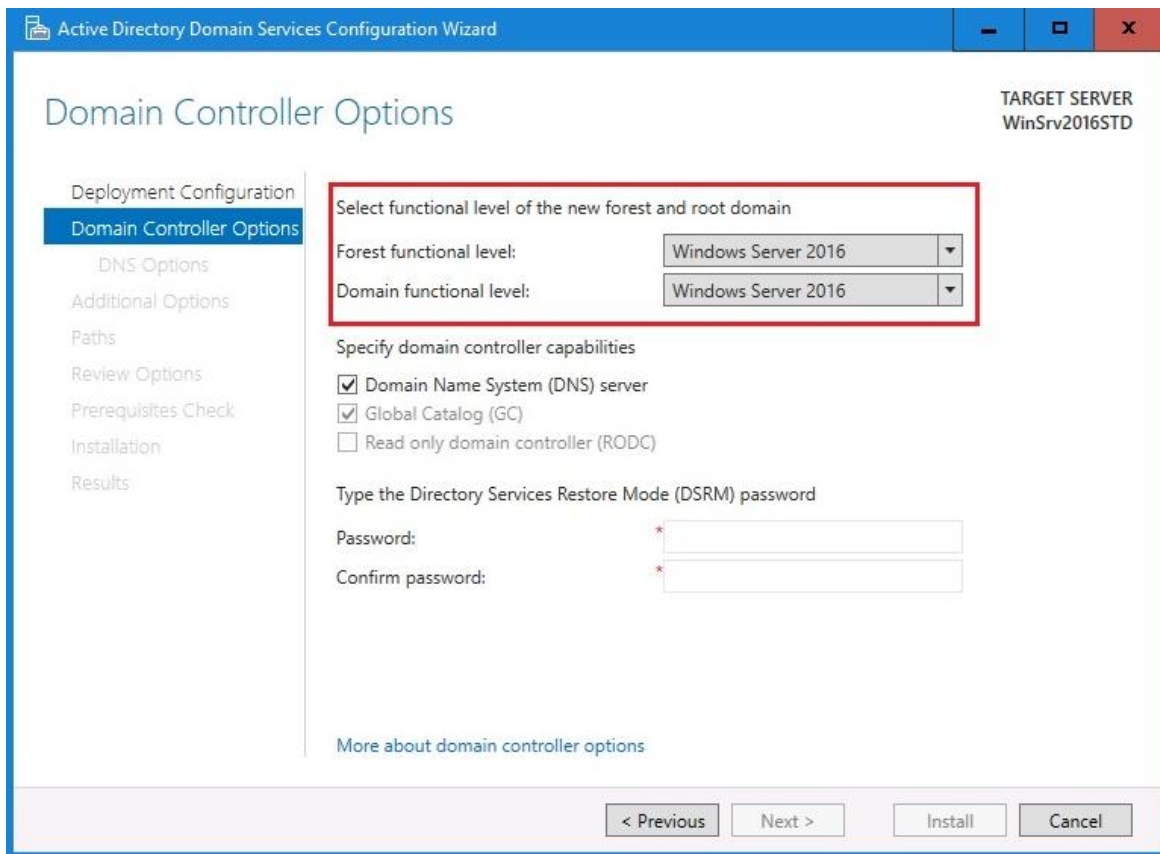 Active Directory Domain Services Configuration Wizard
Domain Controller Options
TARGET SERVER
WinSrv2016STD
Deployment Configuration
Domain Controller Options
DNS Options
Additional Options
Paths
Review Options
Prerequisites Check
Installation
Results
Select functional level of the new forest and root domain
Forest functional level: Windows Server 2016
Domain functional level: Windows Server 2016
Specify domain controller capabilities
Domain Name System (DNS) server
Global Catalog (GC)
Read only domain controller (RODC)
Type the Directory Services Restore Mode (DSRM) password
Password: *
Confirm password: *
More about domain controller options
< Previous Next > Install Cancel